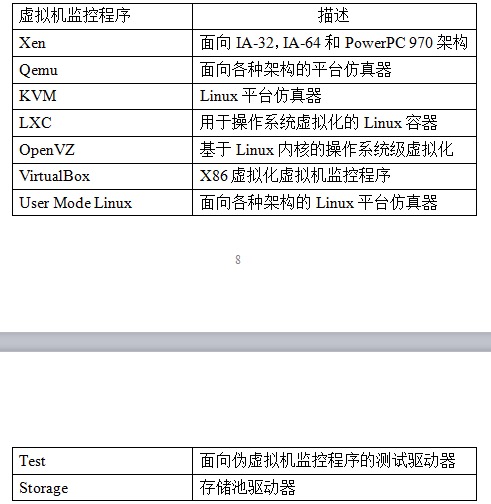 虚拟机监控程序 描述
Xen 面向 IA-32, IA-64 和 PowerPC 970 架构
Qemu 面向各种架构的平台仿真器
KVM Linux 平台仿真器
LXC 用于操作系统虚拟化的 Linux 容器
OpenVZ 基于 Linux 内核的操作系统级虚拟化
VirtualBox X86 虚拟化虚拟机监控程序
User Mode Linux 面向各种架构的 Linux 平台仿真器
8
Test 面向伪虚拟机监控程序的测试驱动器
Storage 存储池驱动器